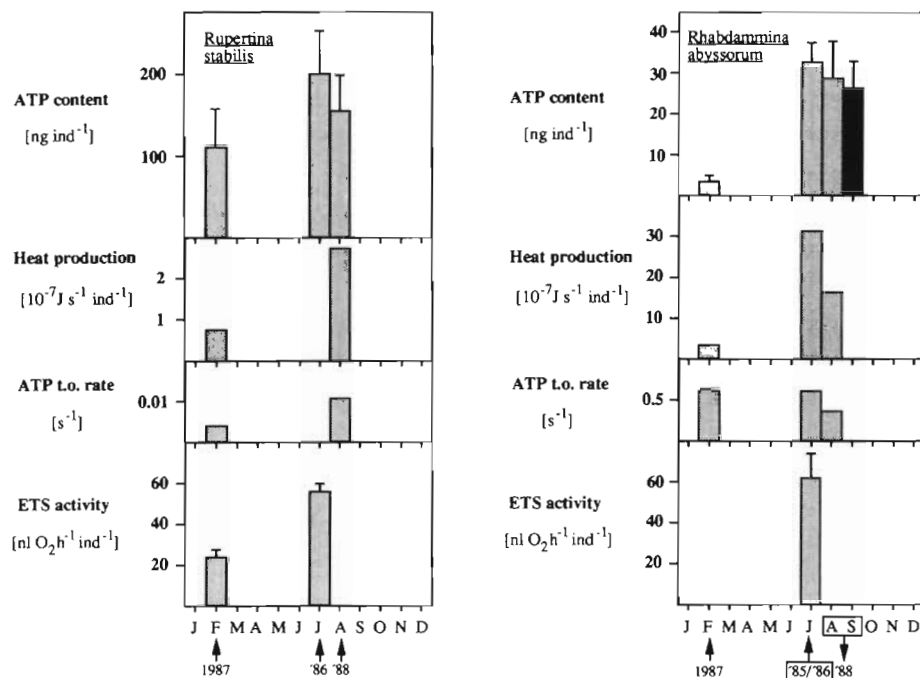 Rupertina
stabilis
ATP content
[ng ind⁻¹]
200
100
Heat production
[10⁻⁷J s⁻¹ ind⁻¹]
2
1
ATP t.o. rate
[s⁻¹]
0.01
ETS activity
[nl O₂h⁻¹ ind⁻¹]
60
40
20
J F M A M J J A S O N D
1987 ´86 ´88
Rhabdammina
abyssorum
ATP content
[ng ind⁻¹]
40
30
20
10
Heat production
[10⁻⁷J s⁻¹ ind⁻¹]
30
20
10
ATP t.o. rate
[s⁻¹]
0.5
ETS activity
[nl O₂h⁻¹ ind⁻¹]
60
40
20
J F M A M J J A S O N D
1987 ´85/´86 ´88